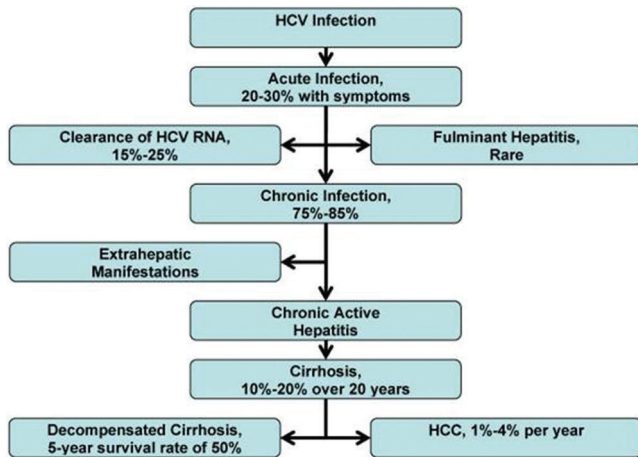 HCV Infection
Acute Infection,
20-30% with symptoms
Clearance of HCV RNA,
15%-25%
Fulminant Hepatitis,
Rare
Chronic Infection,
75%-85%
Extrahepatic
Manifestations
Chronic Active
Hepatitis
Cirrhosis,
10%-20% over 20 years
Decompensated Cirrhosis,
5-year survival rate of 50%
HCC, 1%-4% per year